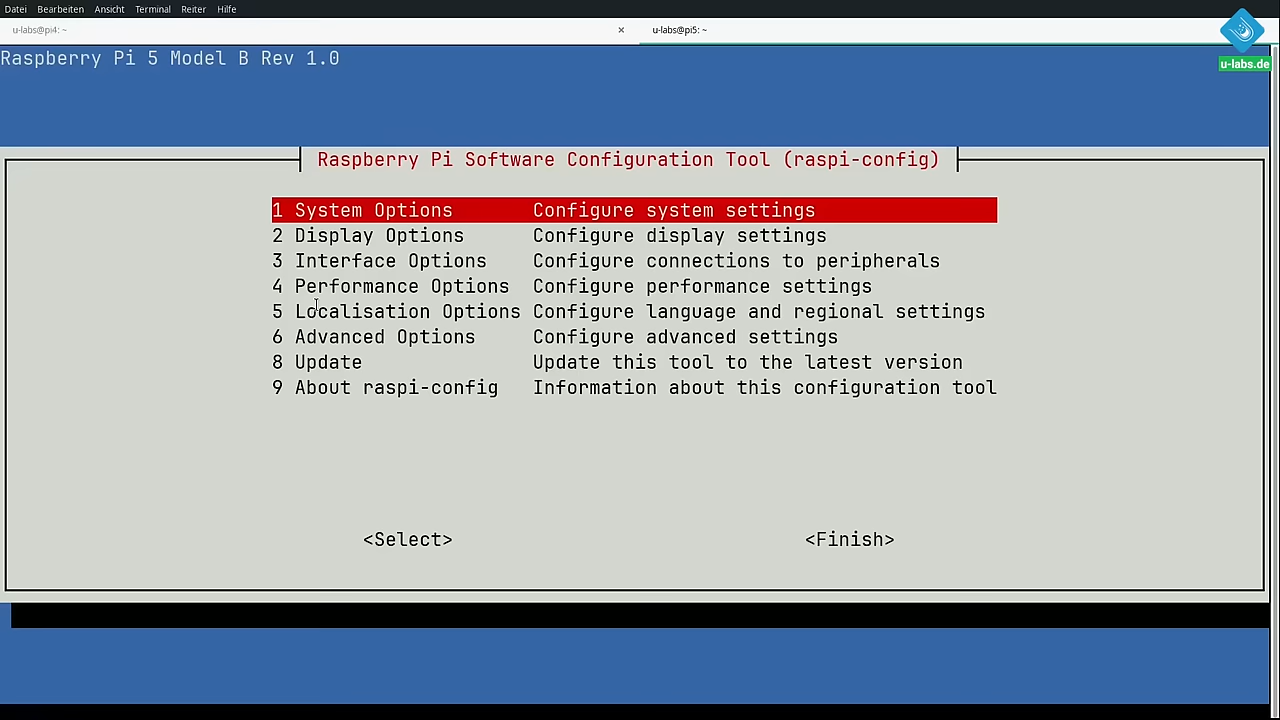 Datei Bearbeiten Ansicht Terminal Reiter Hilfe
u-labs@pi4: ~ × u-labs@pi5: ~
u-labs.de
Raspberry Pi 5 Model B Rev 1.0
Raspberry Pi Software Configuration Tool (raspi-config)
1 System Options Configure system settings
2 Display Options Configure display settings
3 Interface Options Configure connections to peripherals
4 Performance Options Configure performance settings
5 Localisation Options Configure language and regional settings
6 Advanced Options Configure advanced settings
8 Update Update this tool to the latest version
9 About raspi-config Information about this configuration tool
<Select> <Finish>